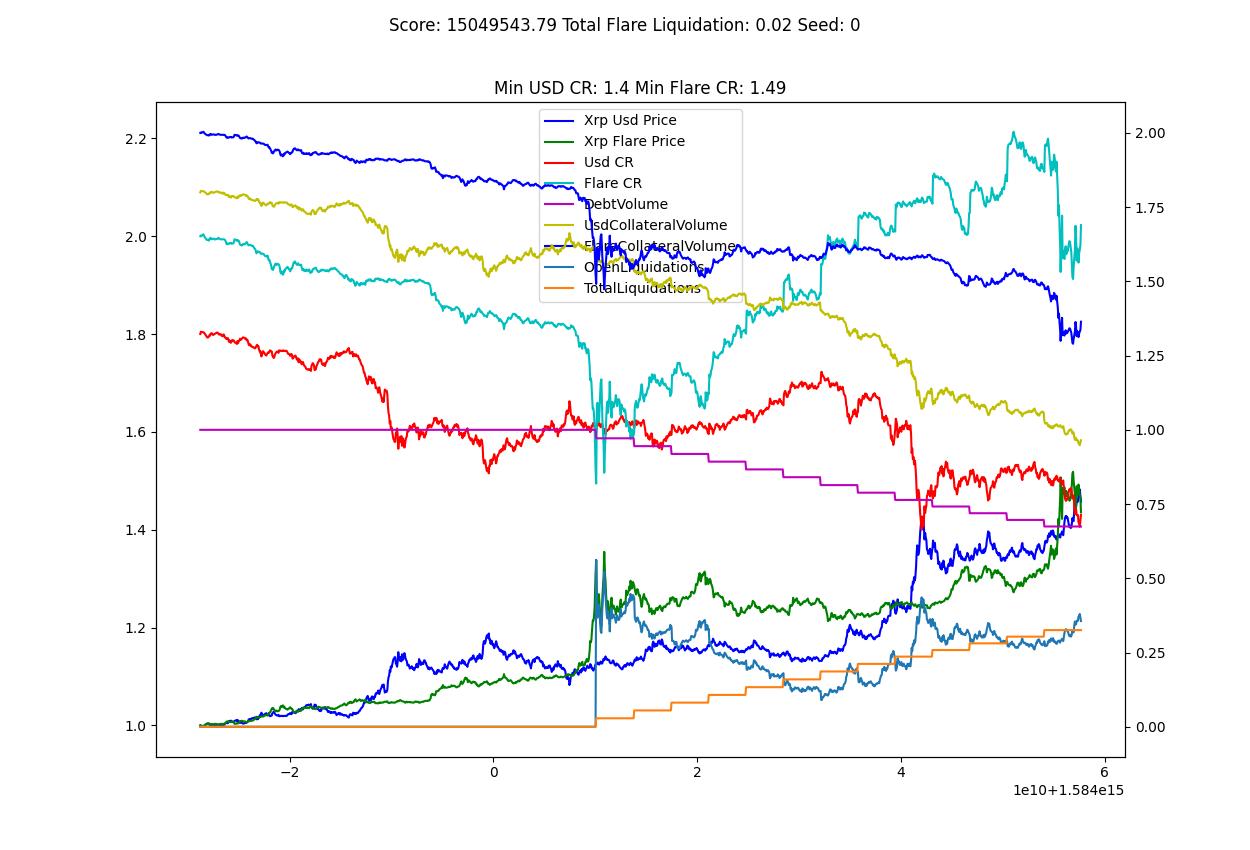 Score: 15049543.79 Total Flare Liquidation: 0.02 Seed: 0
Min USD CR: 1.4 Min Flare CR: 1.49
Xrp Usd Price
Xrp Flare Price
Usd CR
Flare CR
DebtVolume
UsdCollateralVolume
FlareCollateralVolume
OpenLiquidations
TotalLiquidations
2.2
2.0
1.8
1.6
1.4
1.2
1.0
2.00
1.75
1.50
1.25
1.00
0.75
0.50
0.25
0.00
−2 0 2 4 6
1e10+1.584e15